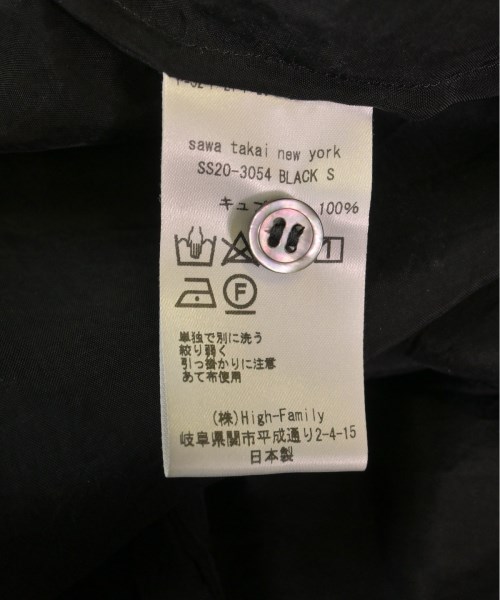 sawa takai new york
SS20-3054 BLACK S
キュプ 100%
F
単独で別に洗う
絞り弱く
引っ掛かりに注意
あて布使用
(株)High-Family
岐阜県関市平成通り2-4-15
日本製